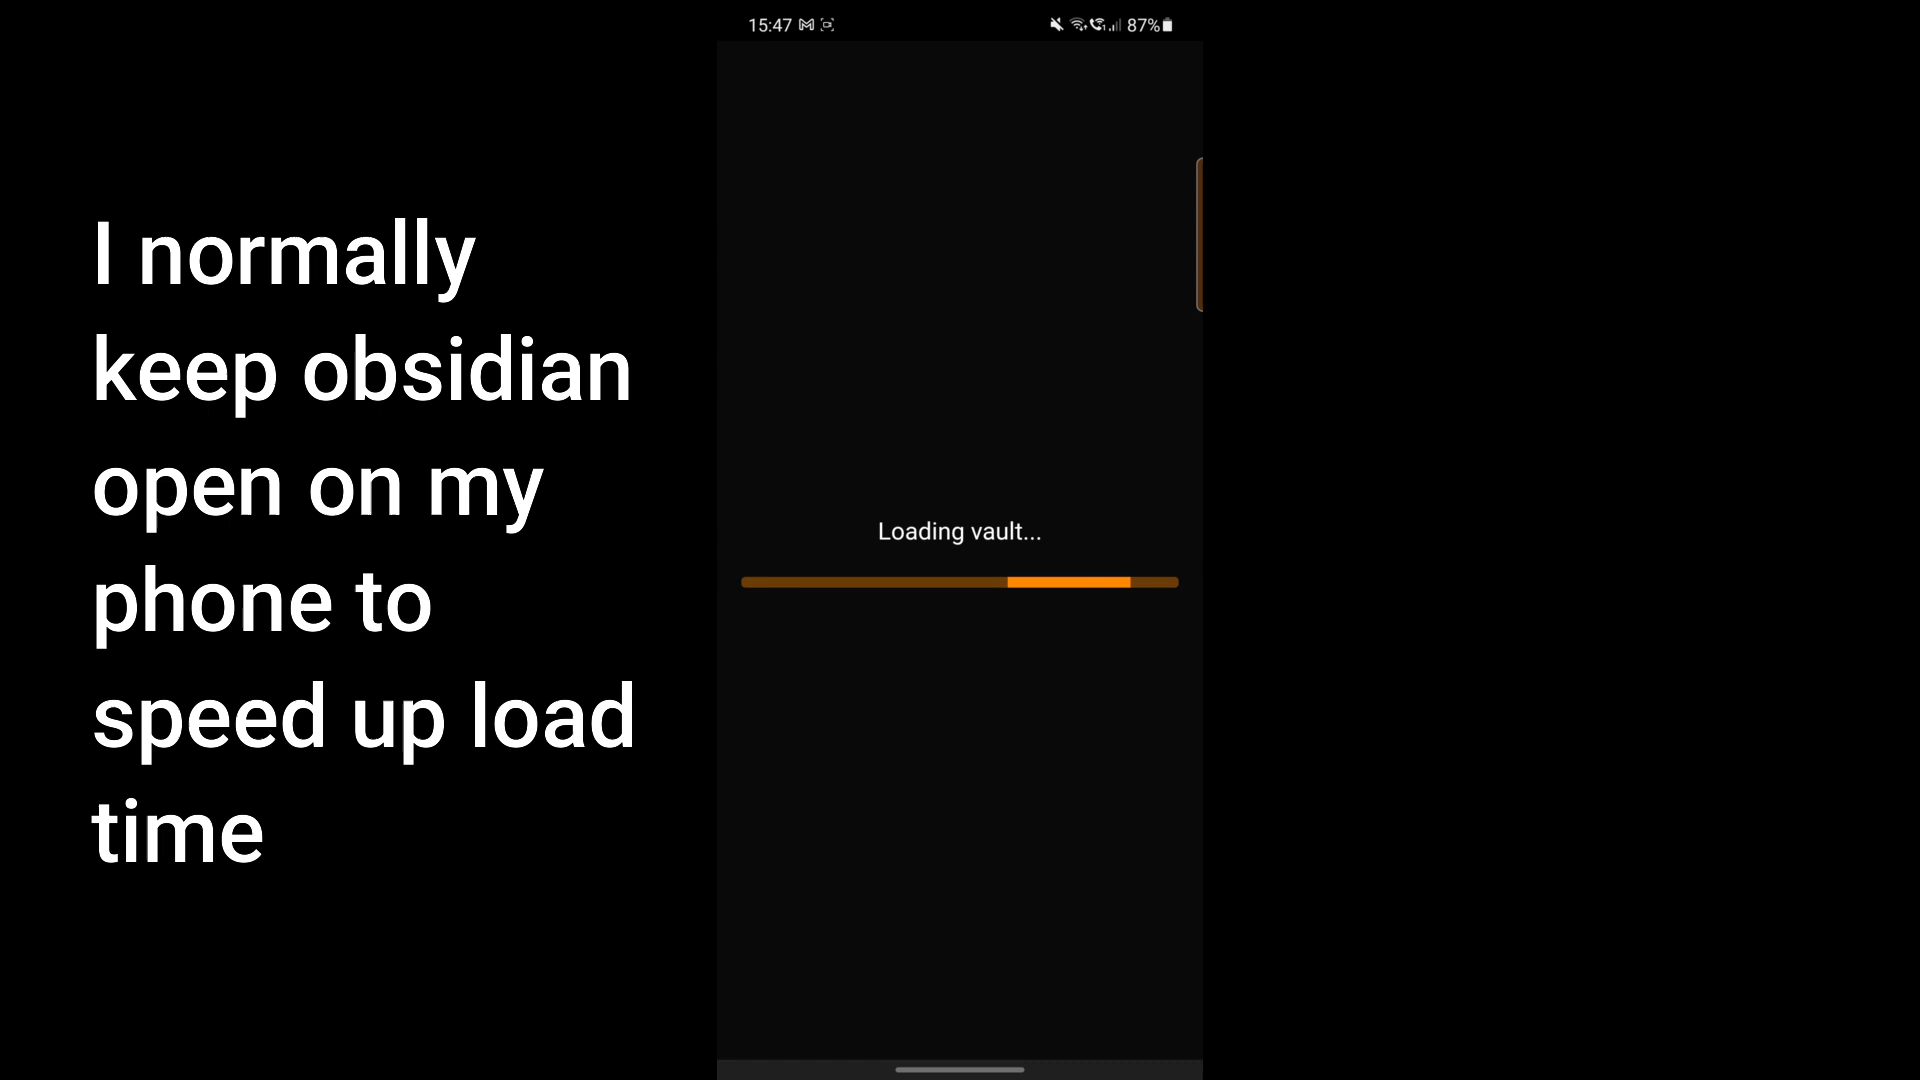 15:47
87%
I normally
keep obsidian
open on my
phone to
speed up load
time
Loading vault...